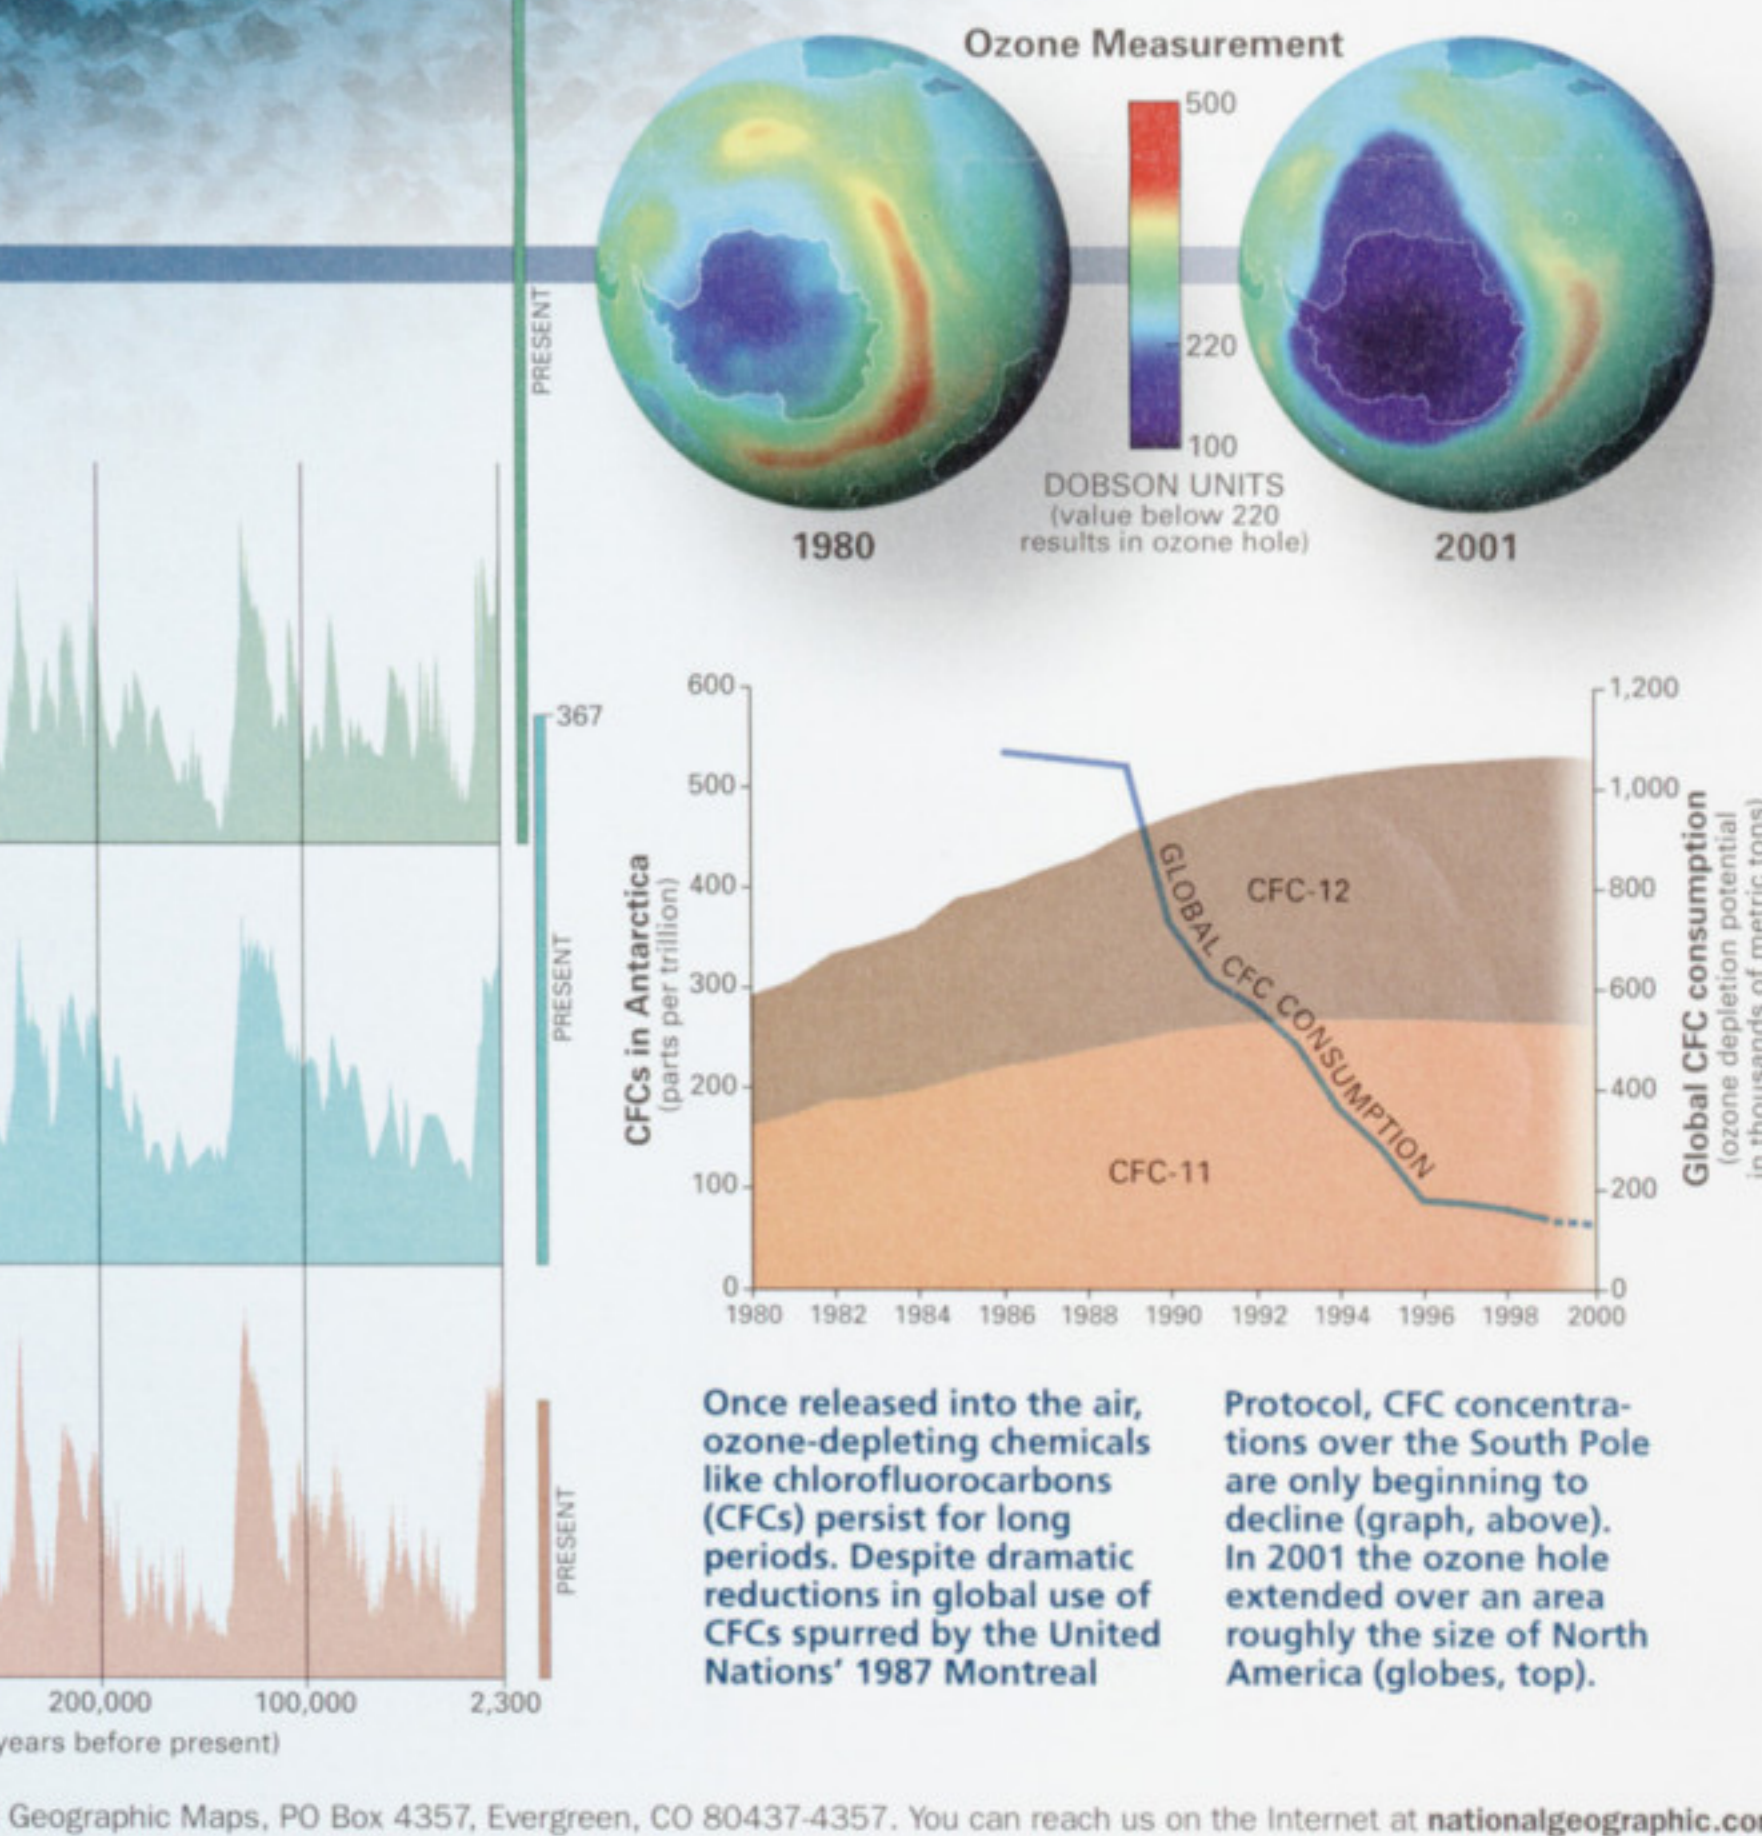 Ozone Measurement
500
220
100
DOBSON UNITS
(value below 220
results in ozone hole)
1980
2001
PRESENT
367
PRESENT
PRESENT
200,000
100,000
2,300
years before present)
CFCs in Antarctica
(parts per trillion)
600
500
400
300
200
100
0
1,200
1,000
800
600
400
200
0
Global CFC consumption
(ozone depletion potential
in thousands of metric tons)
GLOBAL CFC CONSUMPTION
CFC-12
CFC-11
1980
1982
1984
1986
1988
1990
1992
1994
1996
1998
2000
Once released into the air,
ozone-depleting chemicals
like chlorofluorocarbons
(CFCs) persist for long
periods. Despite dramatic
reductions in global use of
CFCs spurred by the United
Nations’ 1987 Montreal
Protocol, CFC concentra-
tions over the South Pole
are only beginning to
decline (graph, above).
In 2001 the ozone hole
extended over an area
roughly the size of North
America (globes, top).
Geographic Maps, PO Box 4357, Evergreen, CO 80437-4357. You can reach us on the Internet at nationalgeographic.co